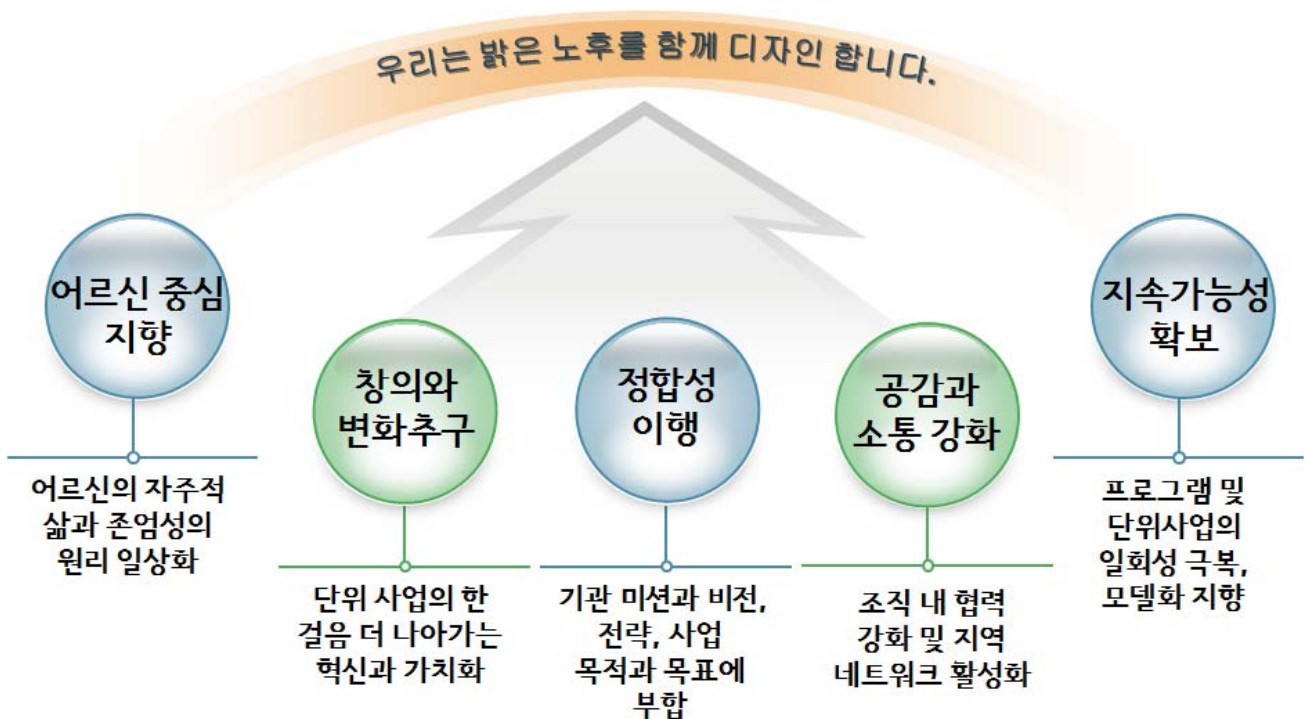 우리는 밝은 노후를 함께 디자인 합니다.
어르신 중심
지향
어르신의 자주적
삶과 존엄성의
원리 일상화
창의와
변화추구
단위 사업의 한
걸음 더 나아가는
혁신과 가치화
정합성
이행
기관 미션과 비전,
전략, 사업
목적과 목표에
부합
공감과
소통 강화
조직 내 협력
강화 및 지역
네트워크 활성화
지속가능성
확보
프로그램 및
단위사업의
일회성 극복,
모델화 지향